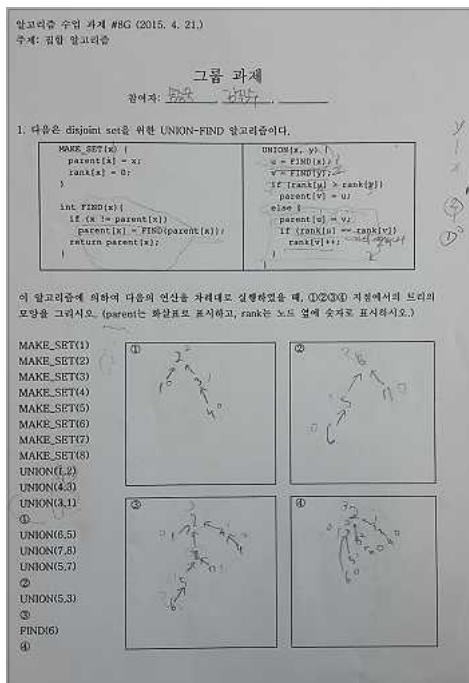 알고리즘 수업 과제 #8G (2015. 4. 21.)
주제: 집합 알고리즘
그룹 과제
참여자:
1. 다음은 disjoint set을 위한 UNION-FIND 알고리즘이다.
MAKE_SET(x) {
parent[x] = x;
rank[x] = 0;
}
int FIND(x){
if (x != parent[x])
parent[x] = FIND(parent[x]);
return parent[x];
}
UNION(x, y) {
u = FIND(x);
v = FIND(y);
if (rank[u] > rank[v])
parent[v] = u;
else {
parent[u] = v;
if (rank[u] == rank[v])
rank[v]++;
}
}
이 알고리즘에 의하여 다음의 연산을 차례대로 실행하였을 때, ①②③④ 지점에서의 트리의
모양을 그리시오. (parent는 화살표로 표시하고, rank는 노드 옆에 숫자로 표시하시오.)
MAKE_SET(1)
MAKE_SET(2)
MAKE_SET(3)
MAKE_SET(4)
MAKE_SET(5)
MAKE_SET(6)
MAKE_SET(7)
MAKE_SET(8)
UNION(1,2)
UNION(4,3)
UNION(3,1)
①
UNION(6,5)
UNION(7,8)
UNION(5,7)
②
UNION(5,3)
③
FIND(6)
④
①
②
③
④